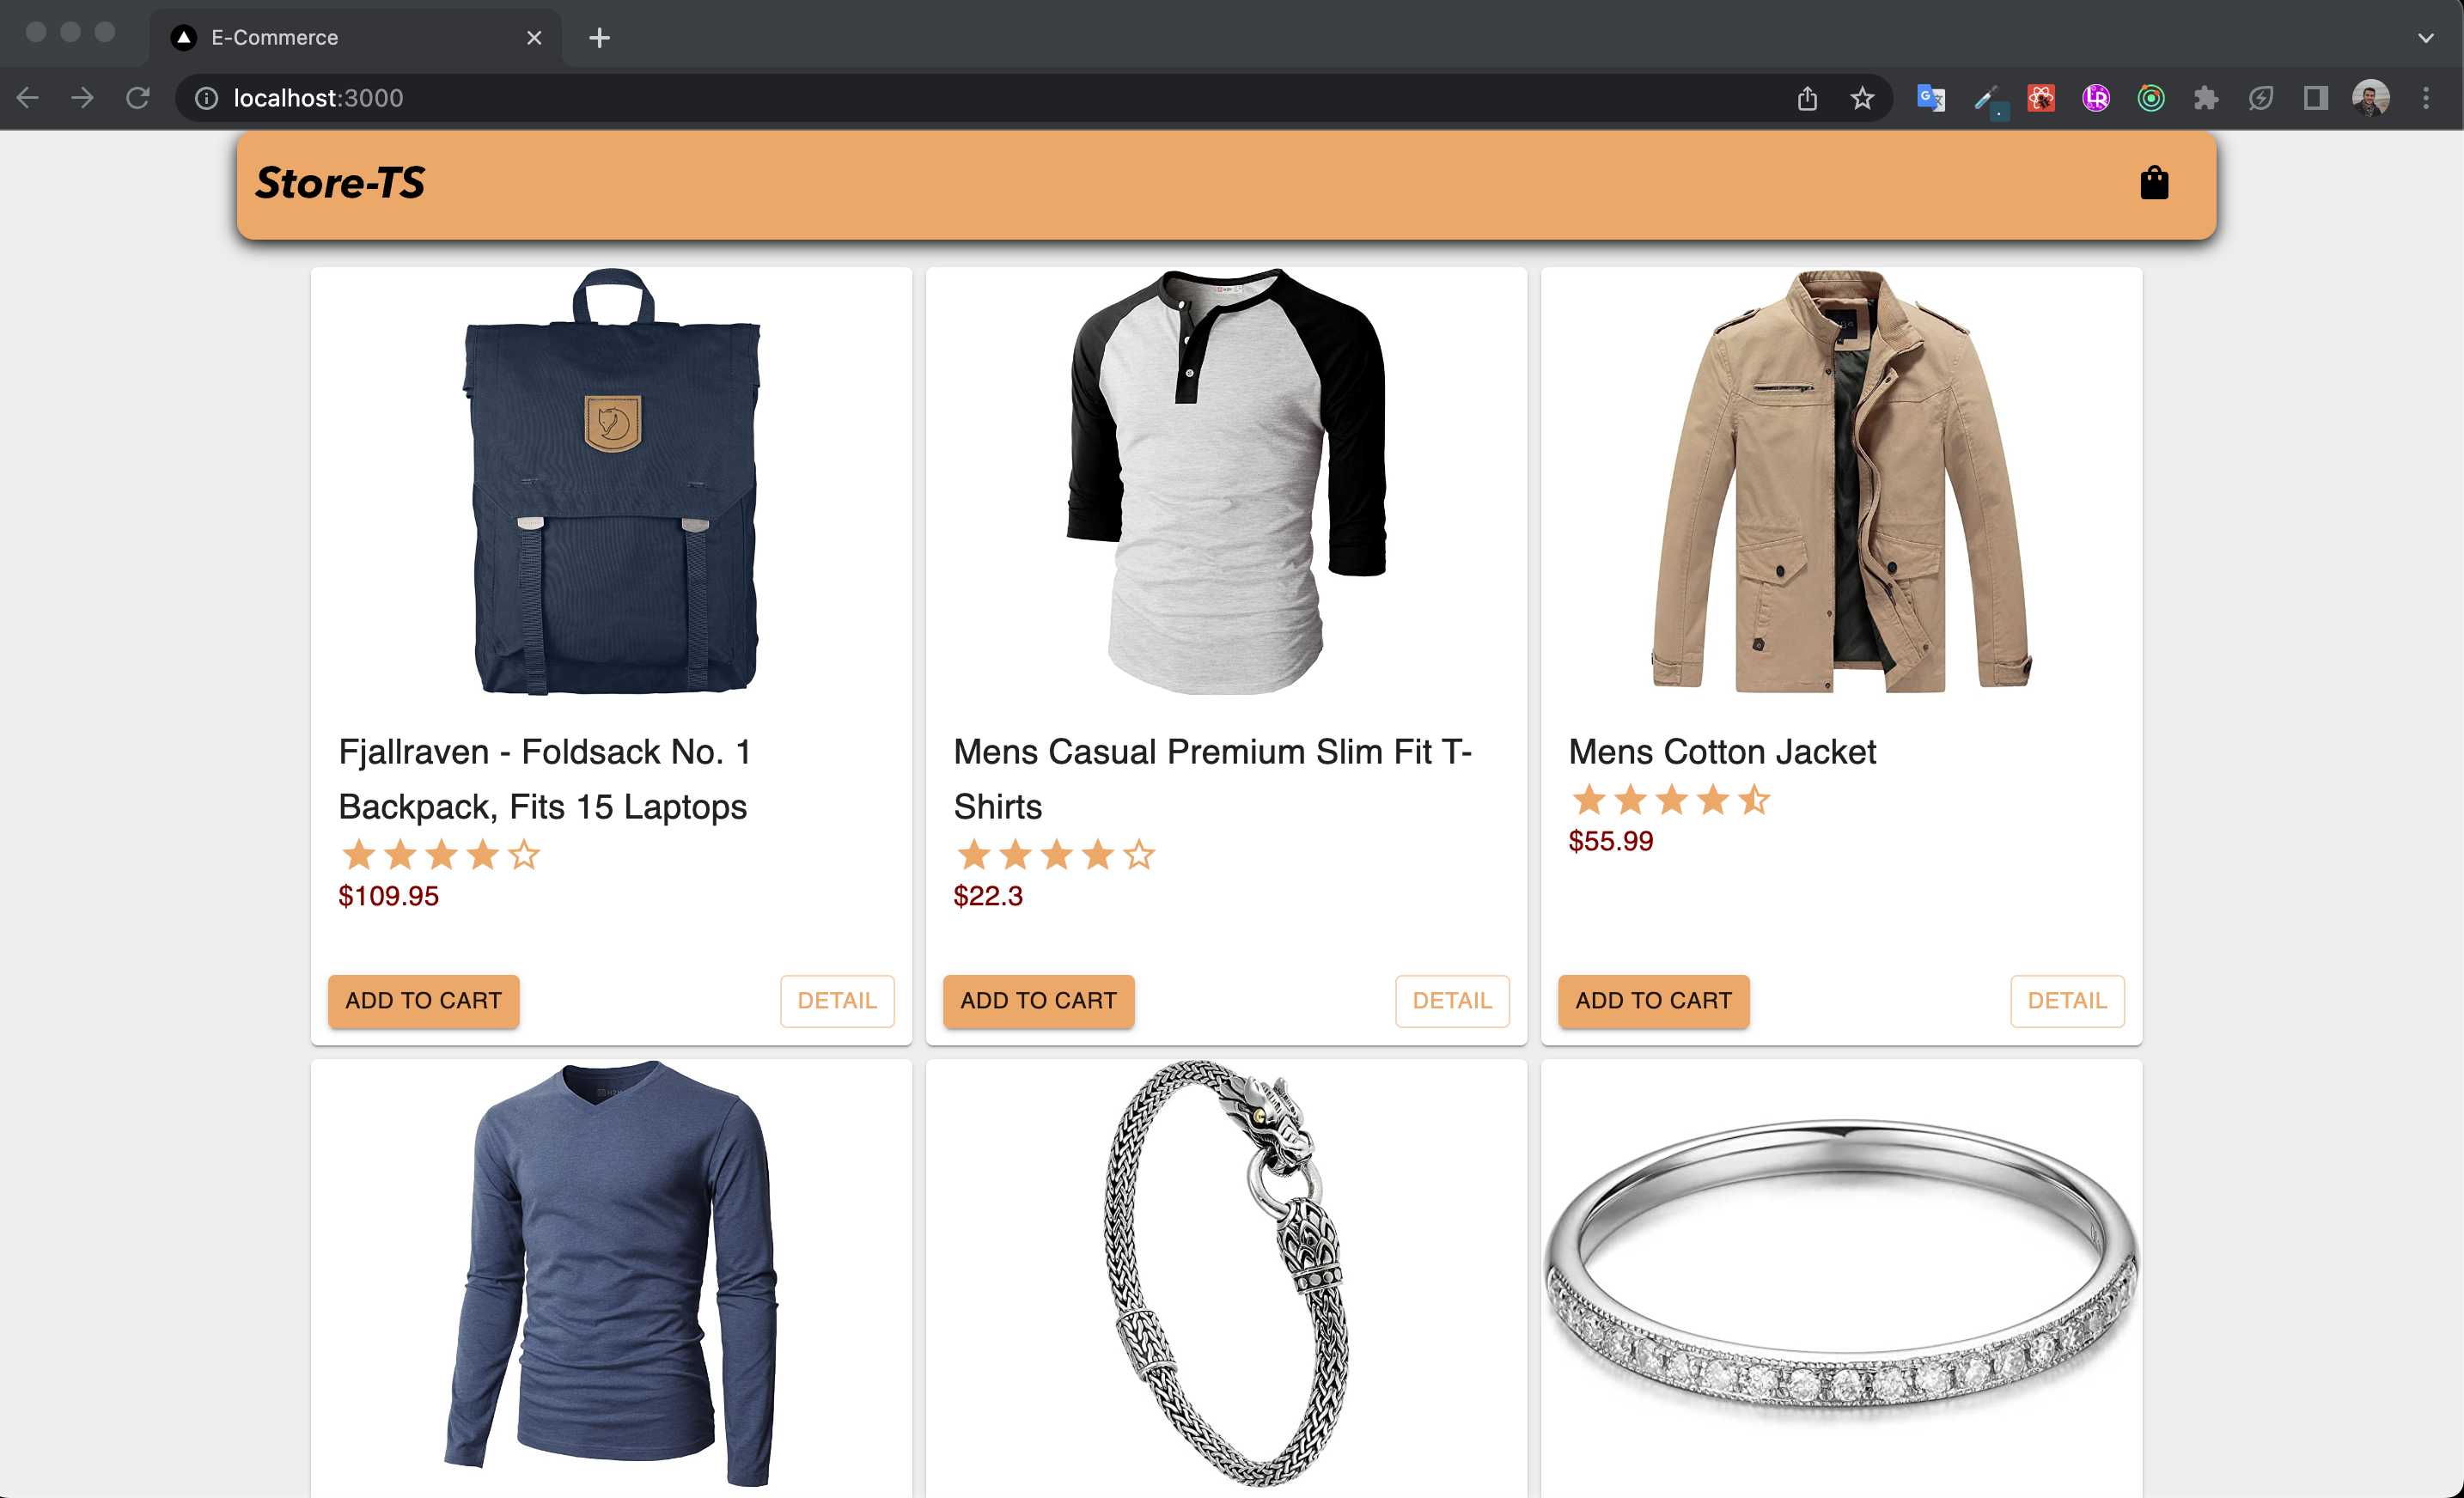 E-Commerce
localhost:3000
Store-TS
Fjallraven - Foldsack No. 1
Backpack, Fits 15 Laptops
$109.95
ADD TO CART
DETAIL
Mens Casual Premium Slim Fit T-
Shirts
$22.3
ADD TO CART
DETAIL
Mens Cotton Jacket
$55.99
ADD TO CART
DETAIL